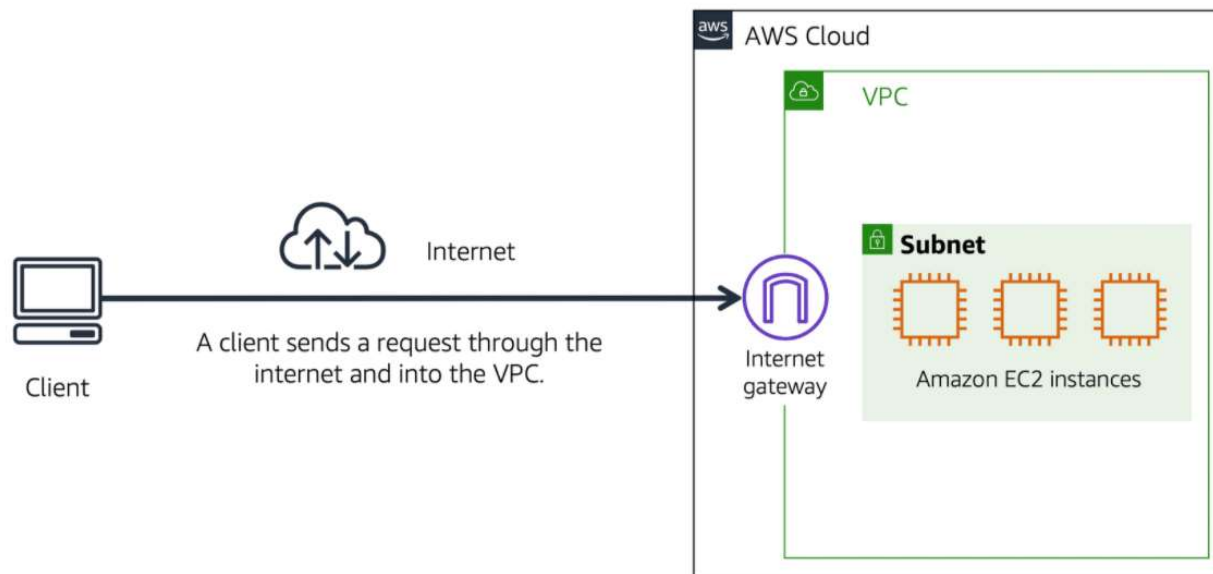 aws
AWS Cloud
VPC
Internet
Subnet
A client sends a request through the
internet and into the VPC.
Client
Internet
gateway
Amazon EC2 instances